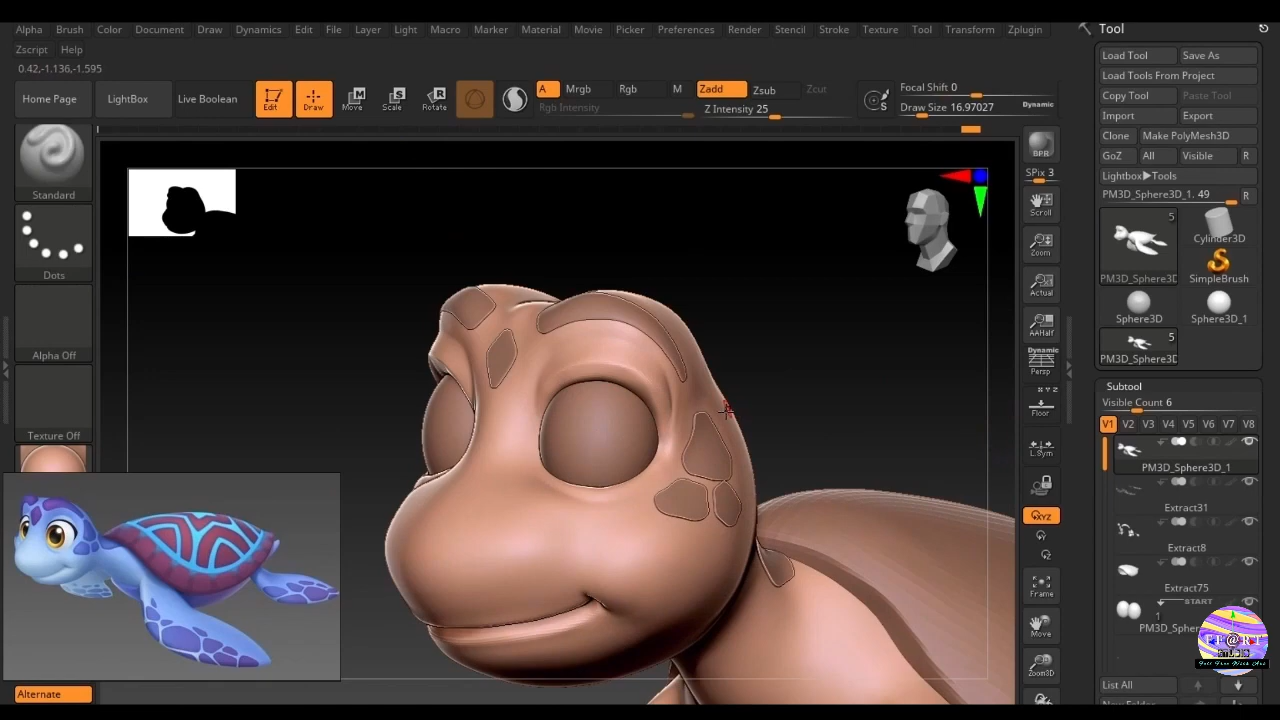 Alpha Brush Color Document Draw Dynamics Edit File Layer Light Macro Marker Material Movie Picker Preferences Render Stencil Stroke Texture Tool Transform Zplugin
Zscript Help
0.42,-1.136,-1.595
Home Page LightBox Live Boolean Edit Draw Move Scale Rotate
M S R
A Mrgb Rgb M Zadd Zsub Zcut
Rgb Intensity Z Intensity 25
S Focal Shift 0
Draw Size 16.97027 Dynamic
Standard
Dots
Alpha Off
Texture Off
Alternate
BPR
SPix 3
Scroll
Zoom
Actual
AAHalf
Dynamic
Persp
X Y Z
Floor
L.Sym
XYZ
Frame
Move
Zoom3D
Tool
Load Tool Save As
Load Tools From Project
Copy Tool Paste Tool
Import Export
Clone Make PolyMesh3D
GoZ All Visible R
Lightbox▶Tools
PM3D_Sphere3D_1. 49 R
5
PM3D_Sphere3D Cylinder3D
SimpleBrush
Sphere3D Sphere3D_1
5
PM3D_Sphere3D
Subtool
Visible Count 6
V1 V2 V3 V4 V5 V6 V7 V8
PM3D_Sphere3D_1
Extract31
Extract8
Extract75
START
1
PM3D_Spher
List All
New Folder